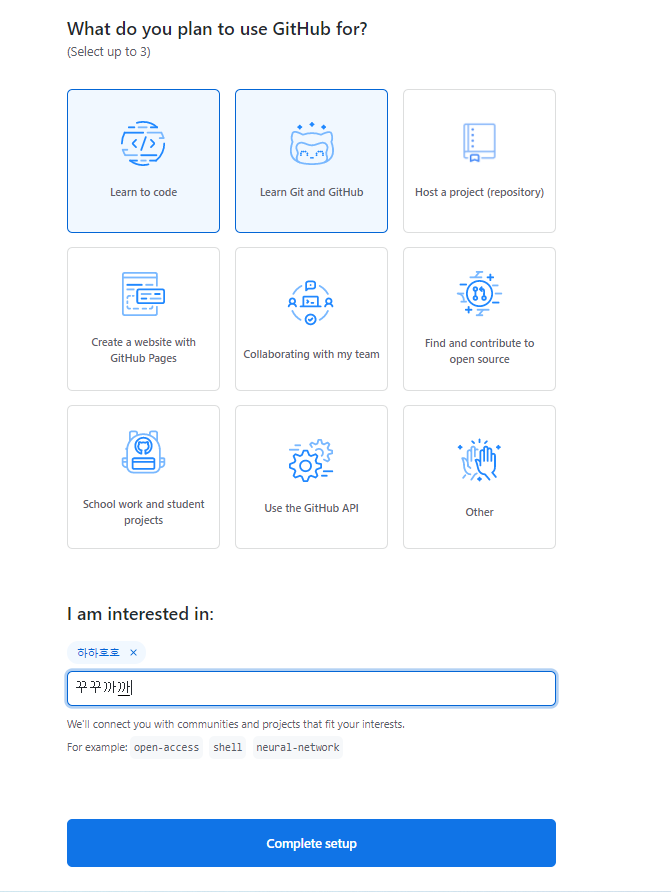 What do you plan to use GitHub for?
(Select up to 3)
Learn to code
Learn Git and GitHub
Host a project (repository)
Create a website with
GitHub Pages
Collaborating with my team
Find and contribute to
open source
School work and student
projects
Use the GitHub API
Other
I am interested in:
하하호호 ×
꾸꾸까까
We'll connect you with communities and projects that fit your interests.
For example: open-access shell neural-network
Complete setup